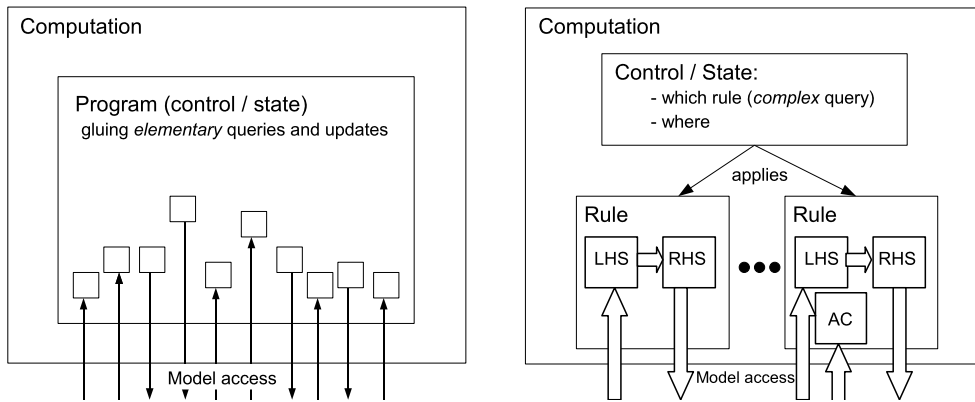 Computation
Program (control / state)
gluing elementary queries and updates
Model access
Computation
Control / State:
- which rule (complex query)
- where
applies
Rule
LHS
RHS
Rule
LHS
RHS
AC
Model access